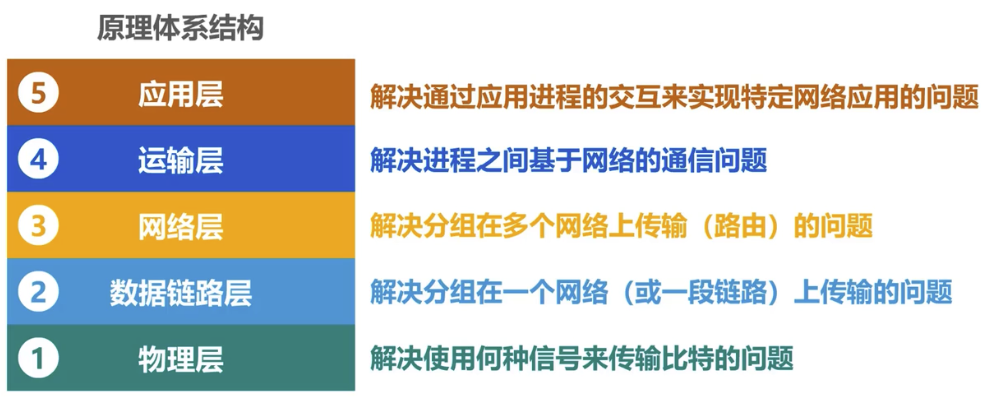 原理体系结构
5 应用层 解决通过应用进程的交互来实现特定网络应用的问题
4 运输层 解决进程之间基于网络的通信问题
3 网络层 解决分组在多个网络上传输（路由）的问题
2 数据链路层 解决分组在一个网络（或一段链路）上传输的问题
1 物理层 解决使用何种信号来传输比特的问题